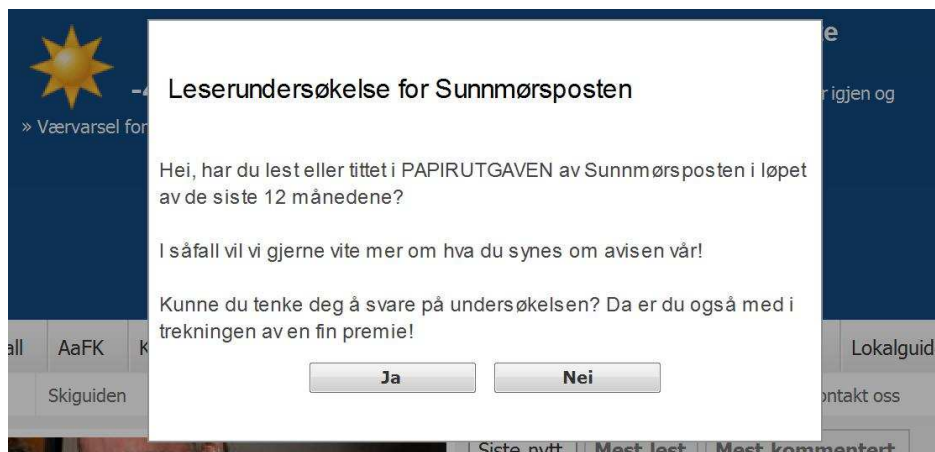 Leserundersøkelse for Sunnmørsposten
Hei, har du lest eller tittet i PAPIRUTGAVEN av Sunnmørsposten i løpet
av de siste 12 månedene?
I såfall vil vi gjerne vite mer om hva du synes om avisen vår!
Kunne du tenke deg å svare på undersøkelsen? Da er du også med i
trekningen av en fin premie!
Ja Nei
-4
r igjen og
» Værvarsel for
AaFK Lokalguid
Skiguiden ontakt oss
Siste nytt Mest lest Mest kommentert